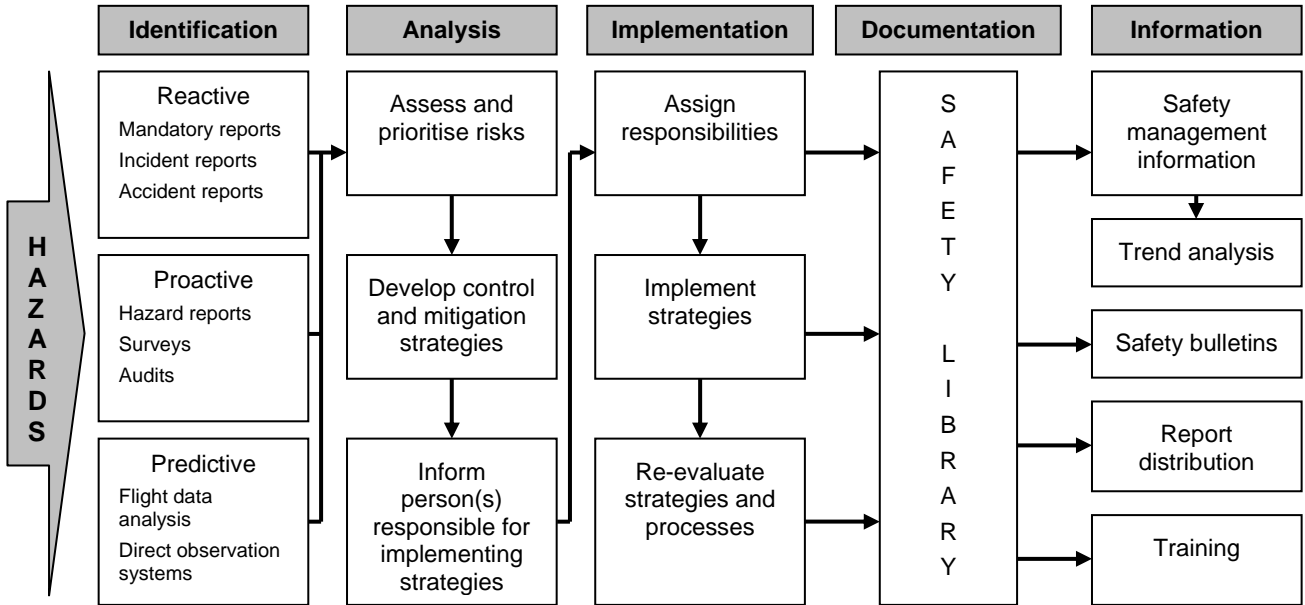 Identification
Analysis
Implementation
Documentation
Information
HAZARDS
Reactive
Mandatory reports
Incident reports
Accident reports
Proactive
Hazard reports
Surveys
Audits
Predictive
Flight data
analysis
Direct observation
systems
Assess and
prioritise risks
Develop control
and mitigation
strategies
Inform
person(s)
responsible for
implementing
strategies
Assign
responsibilities
Implement
strategies
Re-evaluate
strategies and
processes
SAFETY LIBRARY
Safety
management
information
Trend analysis
Safety bulletins
Report
distribution
Training